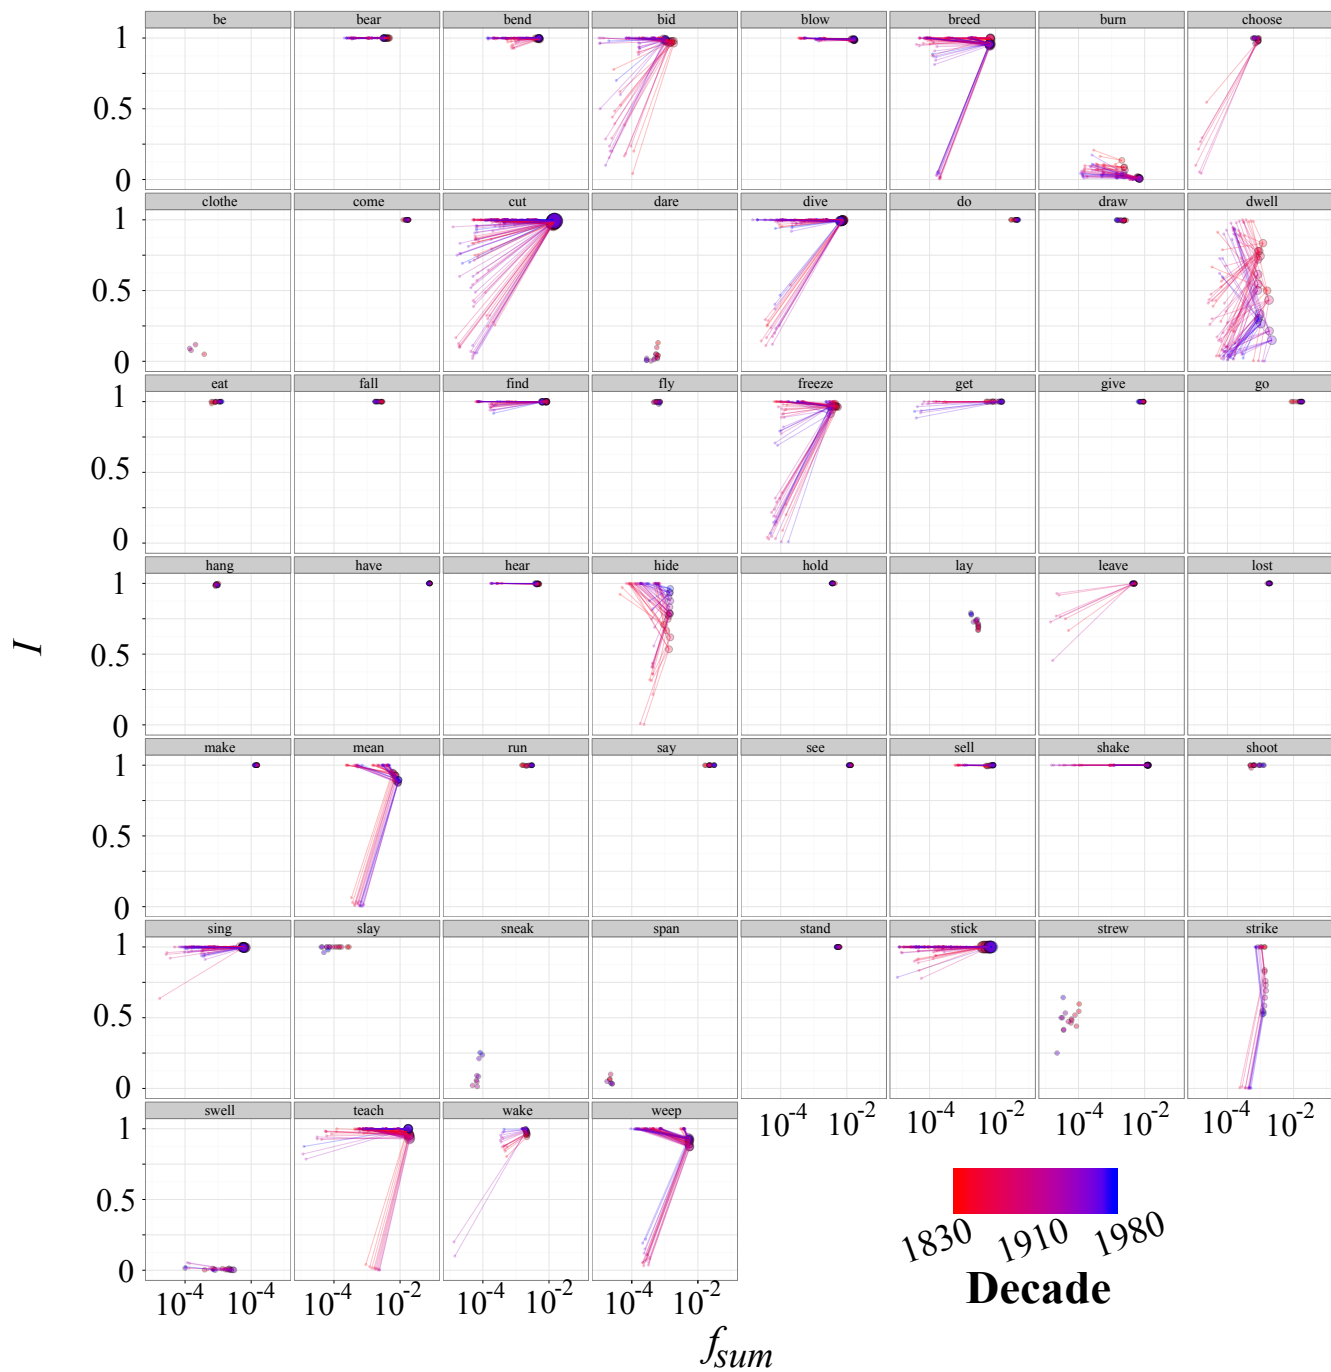 be bear bend bid blow breed burn choose
1
0.5
0
clothe come cut dare dive do draw dwell
1
0.5
0
eat fall find fly freeze get give go
1
0.5
0
hang have hear hide hold lay leave lost
1
0.5
0
I
make mean run say see sell shake shoot
1
0.5
0
sing slay sneak span stand stick strew strike
1
0.5
0
swell teach wake weep
1
0.5
0
10⁻⁴ 10⁻² 10⁻⁴ 10⁻² 10⁻⁴ 10⁻² 10⁻⁴ 10⁻²
1830 1910 1980
Decade
10⁻⁴ 10⁻⁴ 10⁻⁴ 10⁻² 10⁻⁴ 10⁻² 10⁻⁴ 10⁻²
f_sum